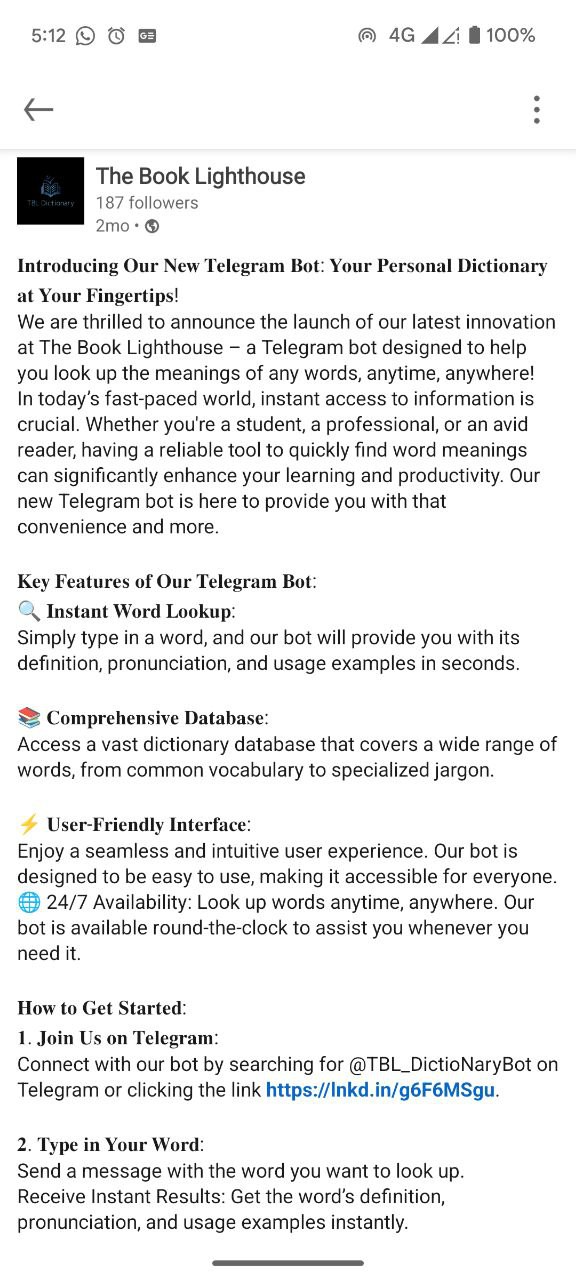 5:12 GE 4G 100%
The Book Lighthouse
TBL Dictionary
187 followers
2mo •
Introducing Our New Telegram Bot: Your Personal Dictionary
at Your Fingertips!
We are thrilled to announce the launch of our latest innovation
at The Book Lighthouse – a Telegram bot designed to help
you look up the meanings of any words, anytime, anywhere!
In today's fast-paced world, instant access to information is
crucial. Whether you're a student, a professional, or an avid
reader, having a reliable tool to quickly find word meanings
can significantly enhance your learning and productivity. Our
new Telegram bot is here to provide you with that
convenience and more.
Key Features of Our Telegram Bot:
🔍 Instant Word Lookup:
Simply type in a word, and our bot will provide you with its
definition, pronunciation, and usage examples in seconds.
📚 Comprehensive Database:
Access a vast dictionary database that covers a wide range of
words, from common vocabulary to specialized jargon.
⚡ User-Friendly Interface:
Enjoy a seamless and intuitive user experience. Our bot is
designed to be easy to use, making it accessible for everyone.
🌐 24/7 Availability: Look up words anytime, anywhere. Our
bot is available round-the-clock to assist you whenever you
need it.
How to Get Started:
1. Join Us on Telegram:
Connect with our bot by searching for @TBL_DictioNaryBot on
Telegram or clicking the link https://lnkd.in/g6F6MSgu.
2. Type in Your Word:
Send a message with the word you want to look up.
Receive Instant Results: Get the word's definition,
pronunciation, and usage examples instantly.